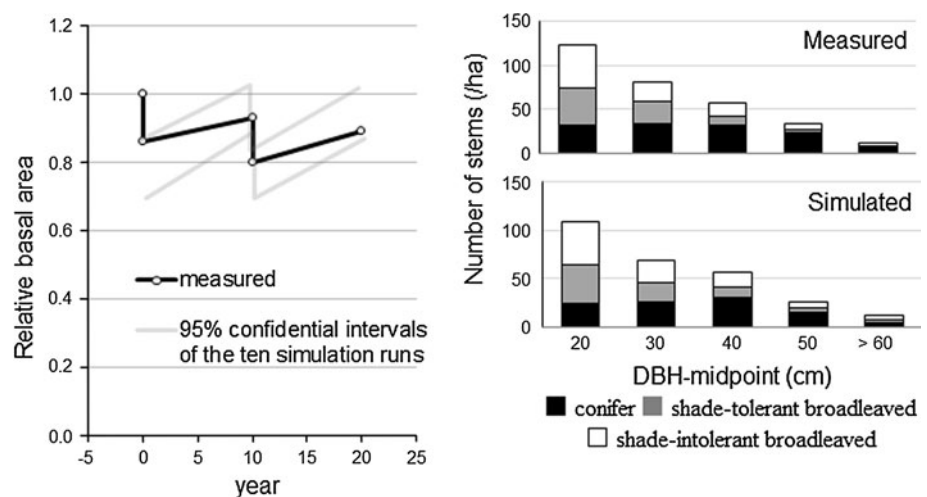 1.2
1.0
0.8
0.6
0.4
0.2
0.0
-5
0
5
10
15
20
25
Relative basal area
year
measured
95% confidential intervals
of the ten simulation runs
150
100
50
0
Measured
150
100
50
0
Simulated
Number of stems (/ha)
20
30
40
50
> 60
DBH-midpoint (cm)
conifer
shade-tolerant broadleaved
shade-intolerant broadleaved